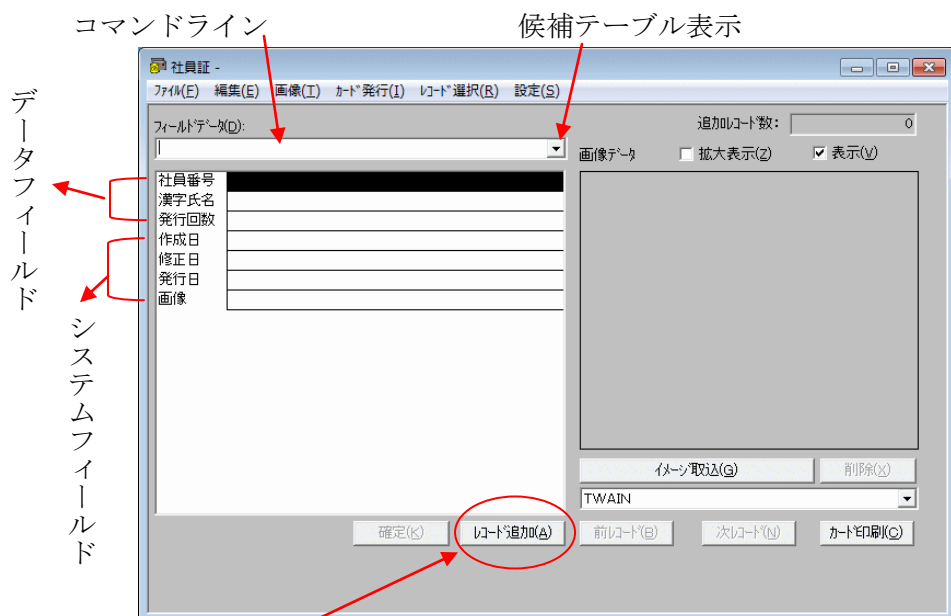 コマンドライン
候補テーブル表示
社員証 -
ﾌｧｲﾙ(F) 編集(E) 画像(T) ｶｰﾄﾞ発行(I) ﾚｺｰﾄﾞ選択(R) 設定(S)
データフィールド
システムフィールド
追加ﾚｺｰﾄﾞ数: 0
ﾌｨｰﾙﾄﾞﾃﾞｰﾀ(D):
画像ﾃﾞｰﾀ 拡大表示(Z) 表示(V)
社員番号
漢字氏名
発行回数
作成日
修正日
発行日
画像
ｲﾒｰｼﾞ取込(G) 削除(X)
TWAIN
確定(K) ﾚｺｰﾄﾞ追加(A) 前ﾚｺｰﾄﾞ(B) 次ﾚｺｰﾄﾞ(N) ｶｰﾄﾞ印刷(C)